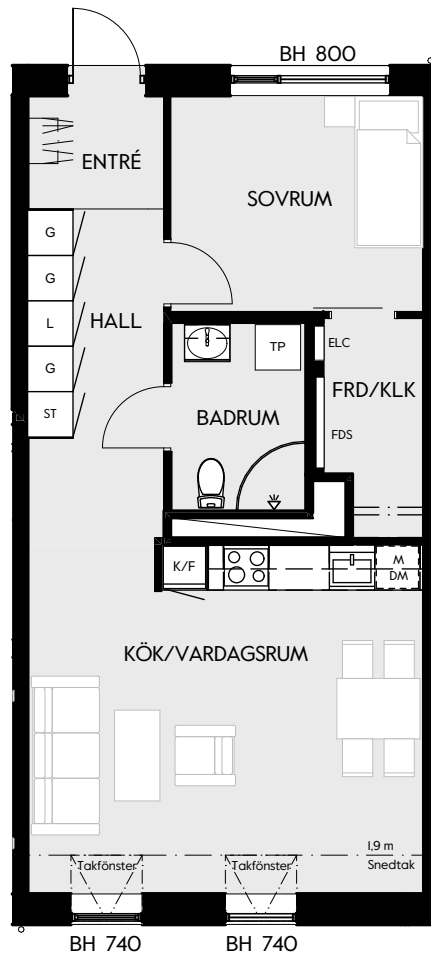 BH 800
ENTRÉ
SOVRUM
G
G
L
G
ST
HALL
TP
ELC
BADRUM
FRD/KLK
FDS
K/F
M
DM
KÖK/VARDAGSRUM
1,9 m
Snedtak
Takfönster
Takfönster
BH 740
BH 740